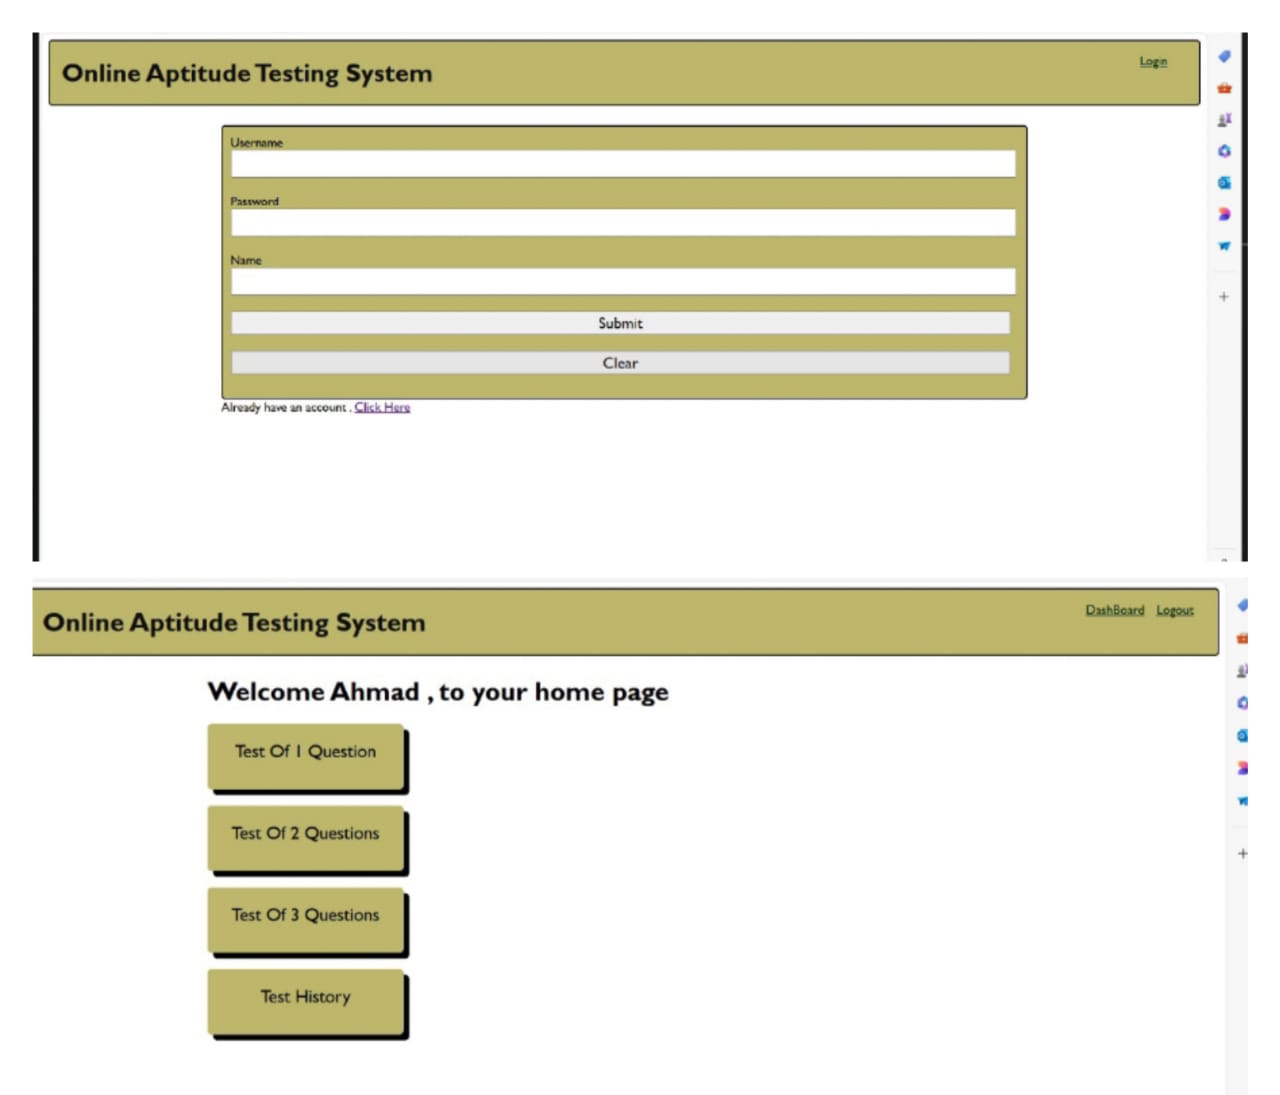 Online Aptitude Testing System
Login
Username
Password
Name
Submit
Clear
Already have an account , Click Here
Online Aptitude Testing System
DashBoard Logout
Welcome Ahmad , to your home page
Test Of 1 Question
Test Of 2 Questions
Test Of 3 Questions
Test History